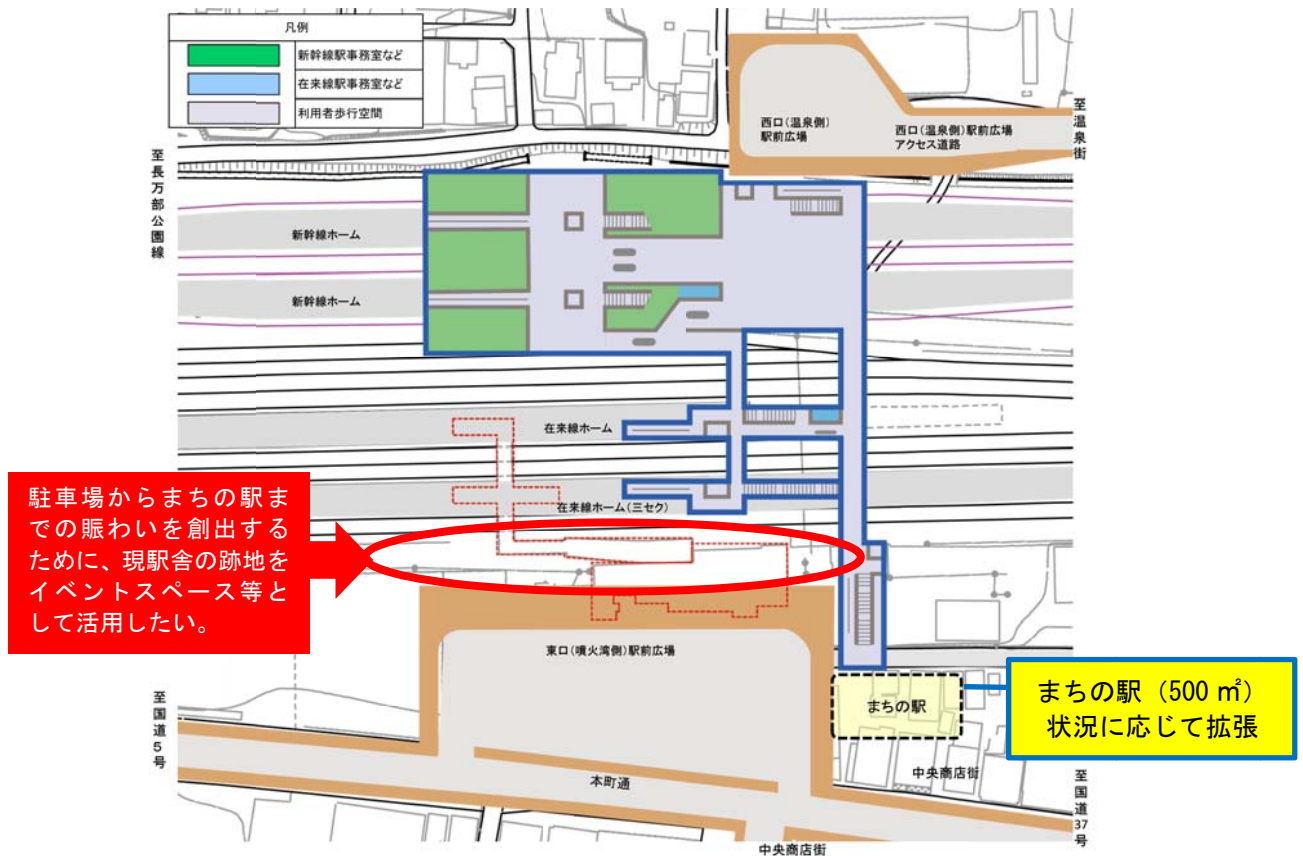 凡例
新幹線駅事務室など
在来線駅事務室など
利用者歩行空間
西口(温泉側)
駅前広場
西口(温泉側)駅前広場
アクセス道路
至温泉街
至長万部公園線
新幹線ホーム
新幹線ホーム
在来線ホーム
在来線ホーム(三セク)
駐車場からまちの駅ま
での賑わいを創出する
ために、現駅舎の跡地を
イベントスペース等と
して活用したい。
東口(噴火湾側)駅前広場
まちの駅
まちの駅(500 ㎡)
状況に応じて拡張
至国道5号
本町通
中央商店街
至国道37号
中央商店街